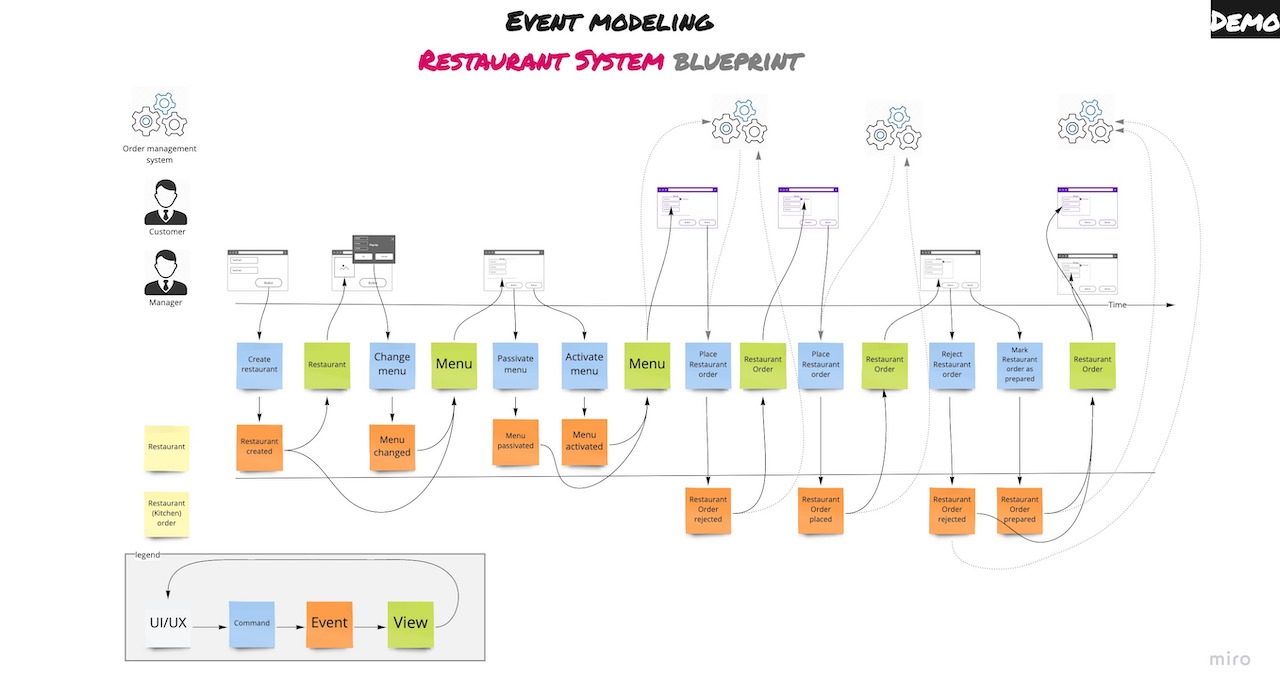 EVENT MODELING
DEMO
RESTAURANT SYSTEM BLUEPRINT
Order management
system
Customer
Manager
Time
Create
restaurant
Restaurant
Change
menu
Menu
Passivate
menu
Activate
menu
Menu
Place
Restaurant
order
Restaurant
Order
Place
Restaurant
order
Restaurant
Order
Reject
Restaurant
order
Mark
Restaurant
order as
prepared
Restaurant
Order
Restaurant
Restaurant
created
Menu
changed
Menu
passivated
Menu
activated
Restaurant
(Kitchen)
order
Restaurant
Order
rejected
Restaurant
Order
placed
Restaurant
Order
rejected
Restaurant
Order
prepared
legend
UI/UX
Command
Event
View
miro